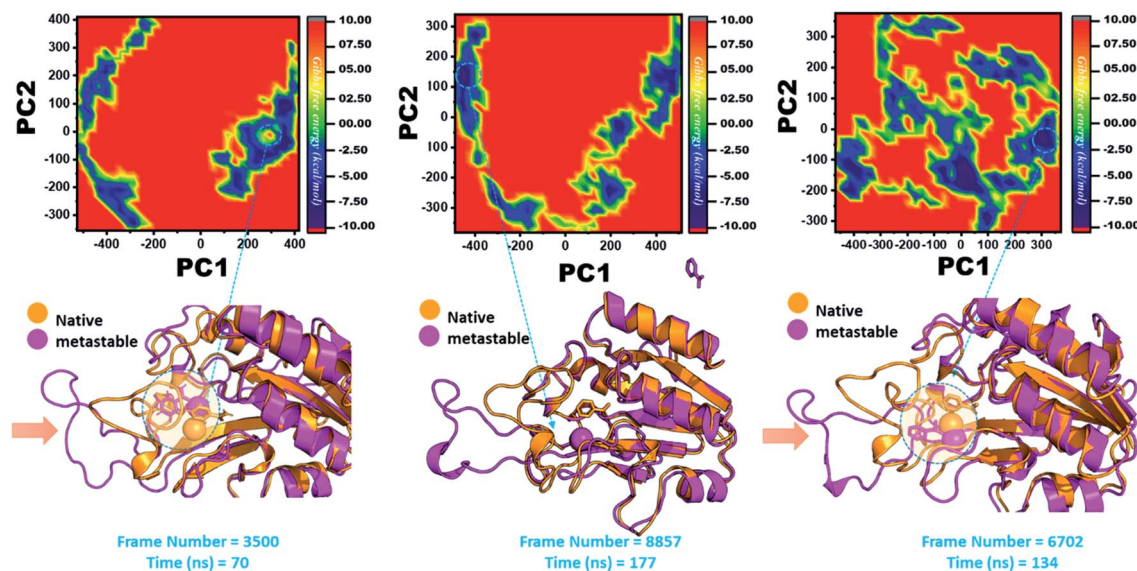 PC2
400
300
200
100
0
-100
-200
-300
-400 -200 0 200 400
PC1
10.00
07.50
05.00
02.50
00.00
-2.50
-5.00
-7.50
-10.00
Gibbs free energy (kcal/mol)
PC2
300
200
100
0
-100
-200
-300
-400 -200 0 200 400
PC1
10.00
07.50
05.00
02.50
00.00
-2.50
-5.00
-7.50
-10.00
Gibbs free energy (kcal/mol)
PC2
300
200
100
0
-100
-200
-300
-400 -300 -200 -100 0 100 200 300
PC1
10.00
07.50
05.00
02.50
00.00
-2.50
-5.00
-7.50
-10.00
Gibbs free energy (kcal/mol)
Native
metastable
Native
metastable
Native
metastable
Frame Number = 3500
Time (ns) = 70
Frame Number = 8857
Time (ns) = 177
Frame Number = 6702
Time (ns) = 134